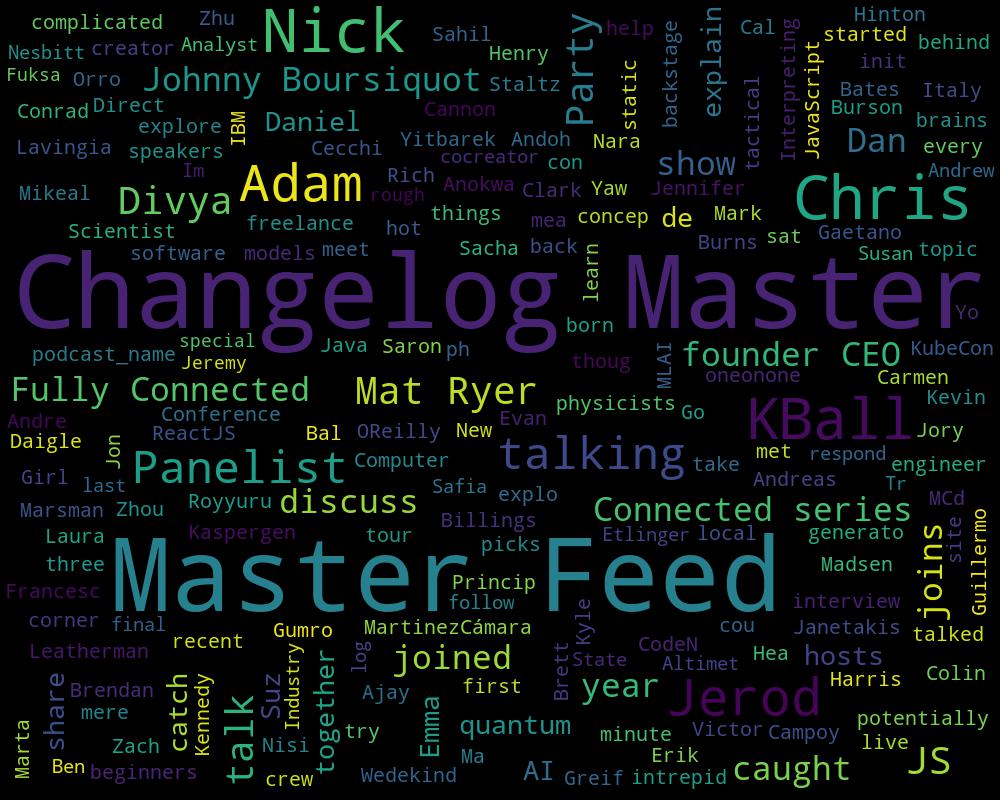 complicated
Zhu
Nick
Sahil
Party
help
backstage
explain
Cal
Interpreting
Hinton
started
behind
Nesbitt
creator
Analyst
Henry
static
tactical
JavaScript
init
Fuksa
Orro
Johnny Boursiquot
Staltz
Bates
Italy
Conrad
Direct
Cannon
Burson
brains
explore
IBM
Daniel
Yitbarek
Andoh
Nara
Dan
every
Lavingia
speakers
Cecchi
cocreator
con
show
Andrew
Mikeal
Im
Adam
Rich
rough
Anokwa
Clark
Yaw
Jennifer
Chris
Divya
freelance
hot
things
mea
concep
de
Mark
Scientist
software
models
meet
Sacha
back
learn
Burns
sat
Gaetano
Susan
topic
Changelog
Master
Yo
born
podcast_name
special
Java
Saron
ph
Jeremy
thoug
MLAI
founder CEO
KubeCon
oneonone
Carmen
Fully Connected
Mat Ryer
physicists
Go
Kevin
Andre
Conference
Evan
KBall
Jory
Daigle
Jon
ReactJS
Bal
OReilly
New
talking
met
respond
Girl
last
Panelist
Computer
take
engineer
Andreas
Tr
Marsman
Zhou
Royyuru
discuss
Safia
explo
Connected series
MCd
Laura
Kaspergen
tour
Billings
picks
Etlinger
local
generato
joins
site
Guillermo
three
Master Feed
Madsen
Francesc
Princip
follow
interview
corner
final
recent
Gumro
MartinezCámara
Kyle
cou
Janetakis
talked
Leatherman
log
joined
Brett
State
CodeN
Altimet
Hea
hosts
Harris
Colin
share
Brendan
catch
Kennedy
talk
Suz
Industry
together
Ajay
first
year
Jerod
mere
Emma
quantum
minute
Victor
Campoy
potentially
Marta
Zach
Nisi
try
Ma
Erik
live
Ben
beginners
crew
Wedekind
AI
Greif
intrepid
caught
JS